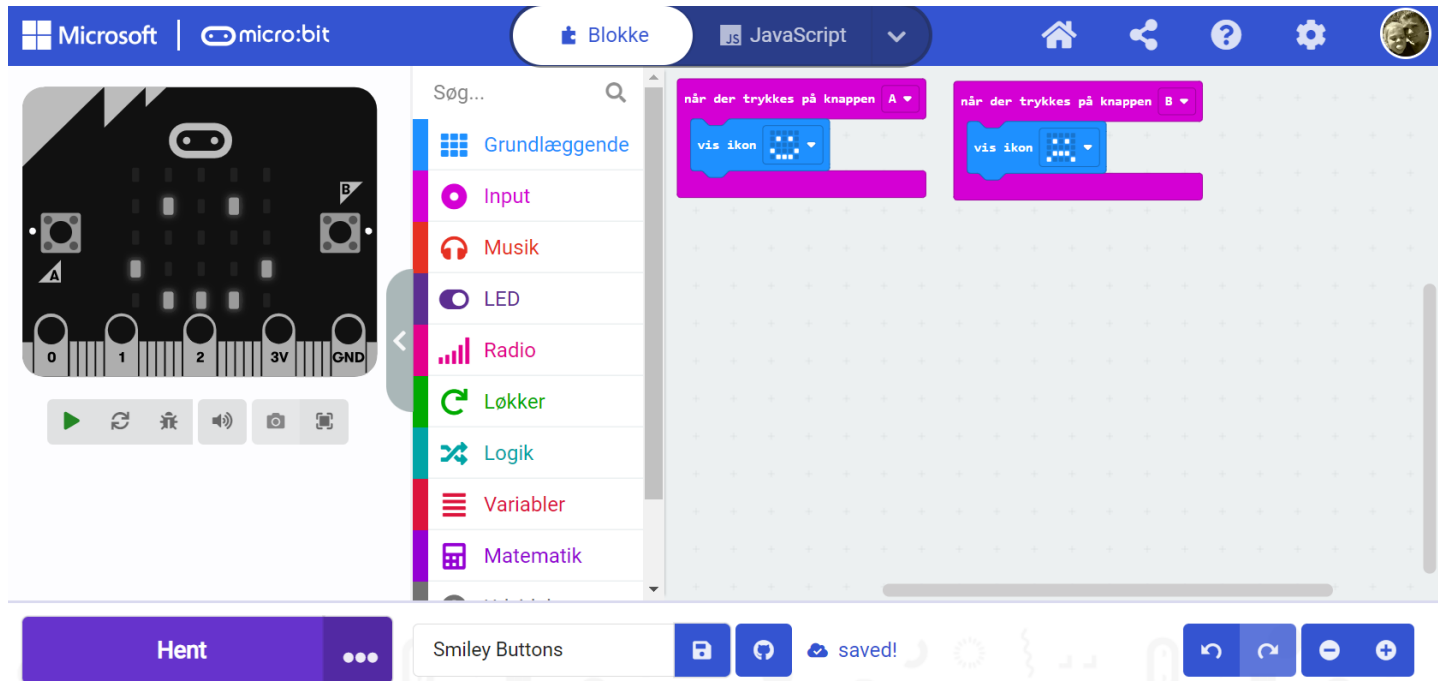 Microsoft
micro:bit
Blokke
JS JavaScript
Søg...
Grundlæggende
Input
Musik
LED
Radio
Løkker
Logik
Variabler
Matematik
B
A
0 1 2 3V GND
når der trykkes på knappen A
vis ikon
når der trykkes på knappen B
vis ikon
Hent
Smiley Buttons
saved!